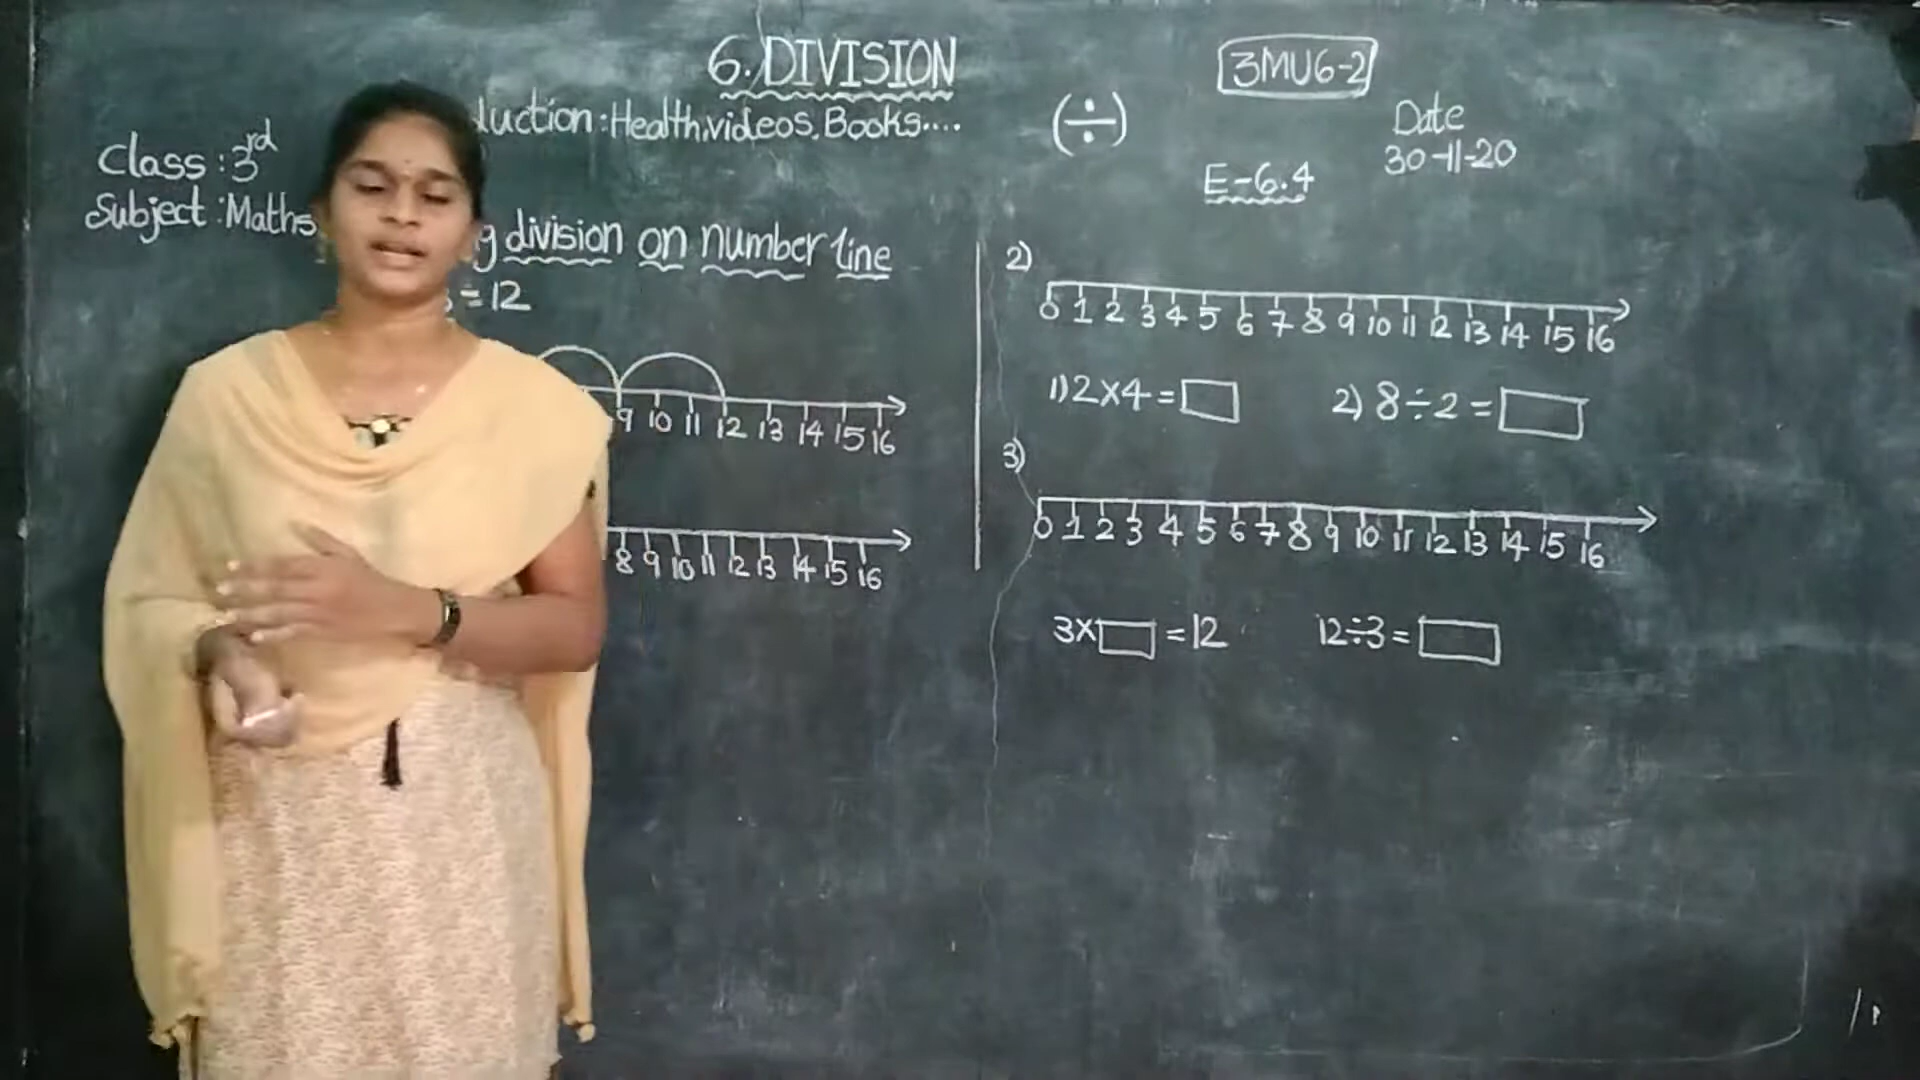 6. DIVISION
3MU6-2
duction: Health, videos, Books....
(÷)
Date
30-11-20
Class: 3rd
Subject: Maths
E-6.4
division on number line
= 12
9 10 11 12 13 14 15 16
8 9 10 11 12 13 14 15 16
2)
0 1 2 3 4 5 6 7 8 9 10 11 12 13 14 15 16
1) 2×4 = □ 2) 8÷2 = □
3)
0 1 2 3 4 5 6 7 8 9 10 11 12 13 14 15 16
3×□ = 12 12÷3 = □